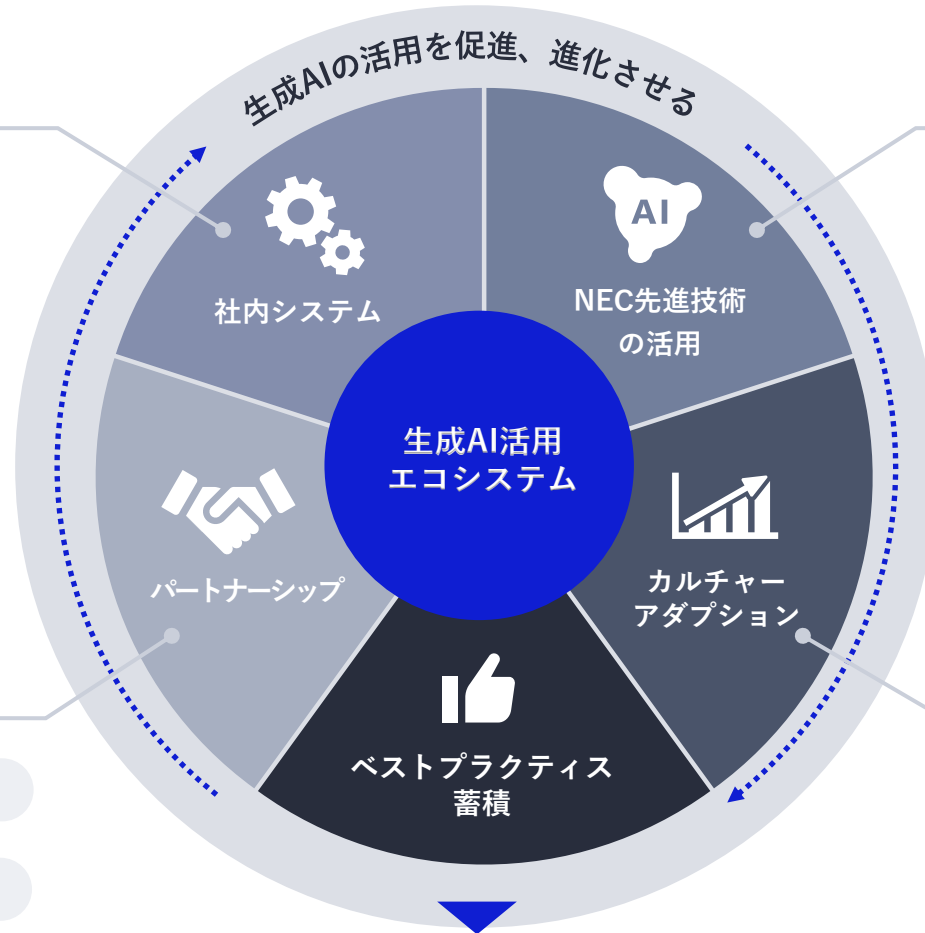 生成AIの活用を促進、進化させる
社内システム
AI
NEC先進技術
の活用
生成AI活用
エコシステム
パートナーシップ
カルチャー
アダプション
ベストプラクティス
蓄積